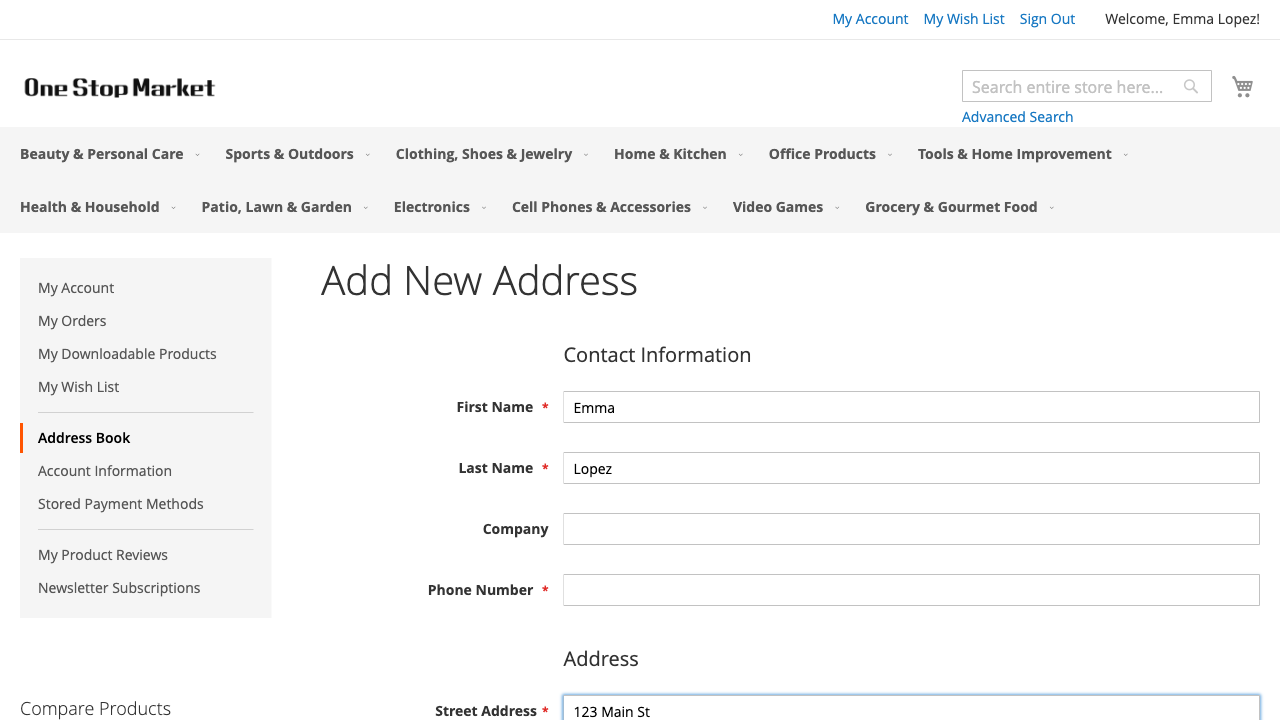 My Account My Wish List Sign Out Welcome, Emma Lopez!
One Stop Market
Search entire store here...
Advanced Search
Beauty & Personal Care Sports & Outdoors Clothing, Shoes & Jewelry Home & Kitchen Office Products Tools & Home Improvement
Health & Household Patio, Lawn & Garden Electronics Cell Phones & Accessories Video Games Grocery & Gourmet Food
My Account
My Orders
My Downloadable Products
My Wish List
Address Book
Account Information
Stored Payment Methods
My Product Reviews
Newsletter Subscriptions
Compare Products
Add New Address
Contact Information
First Name * Emma
Last Name * Lopez
Company
Phone Number *
Address
Street Address * 123 Main St